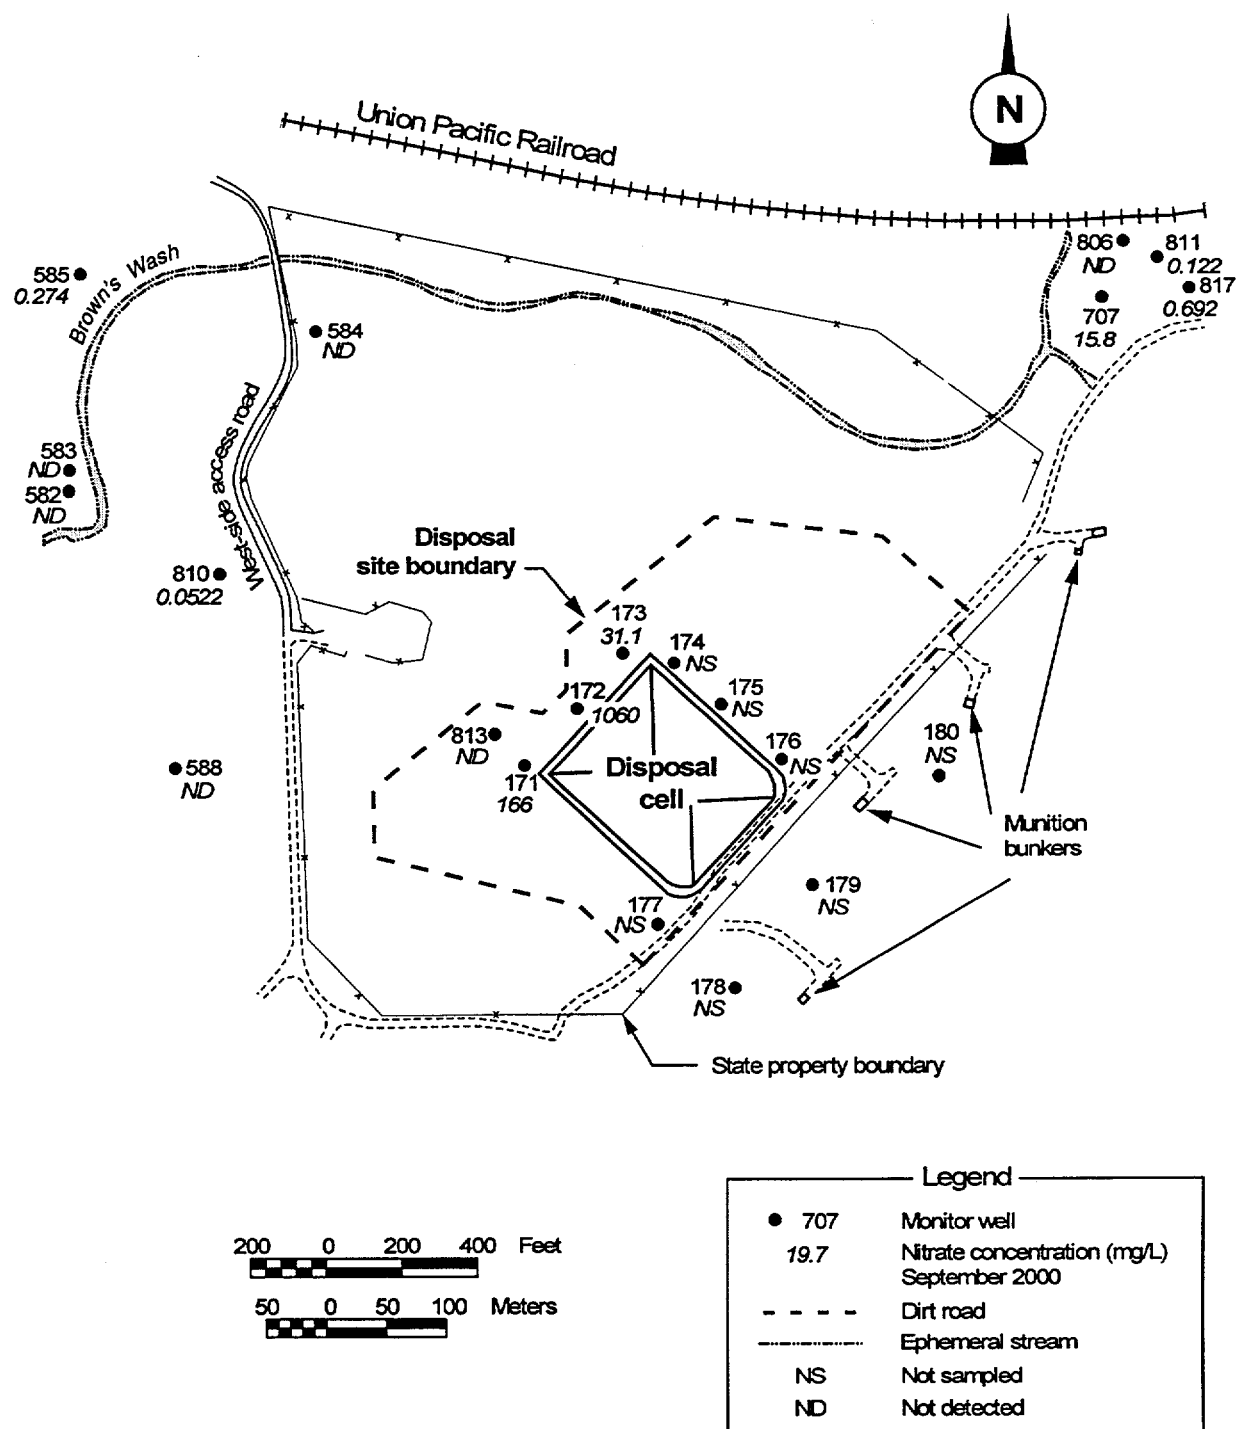 N
Union Pacific Railroad
806
ND
811
0.122
817
0.692
707
15.8
585
0.274
Brown's Wash
584
ND
583
ND
582
ND
West-side access road
810
0.0522
Disposal
site boundary
173
31.1
174
NS
172
1060
175
NS
813
ND
171
166
176
NS
180
NS
588
ND
Disposal
cell
Munition
bunkers
177
NS
179
NS
178
NS
State property boundary
Legend
707 Monitor well
19.7 Nitrate concentration (mg/L)
September 2000
Dirt road
Ephemeral stream
NS Not sampled
ND Not detected
200 0 200 400 Feet
50 0 50 100 Meters